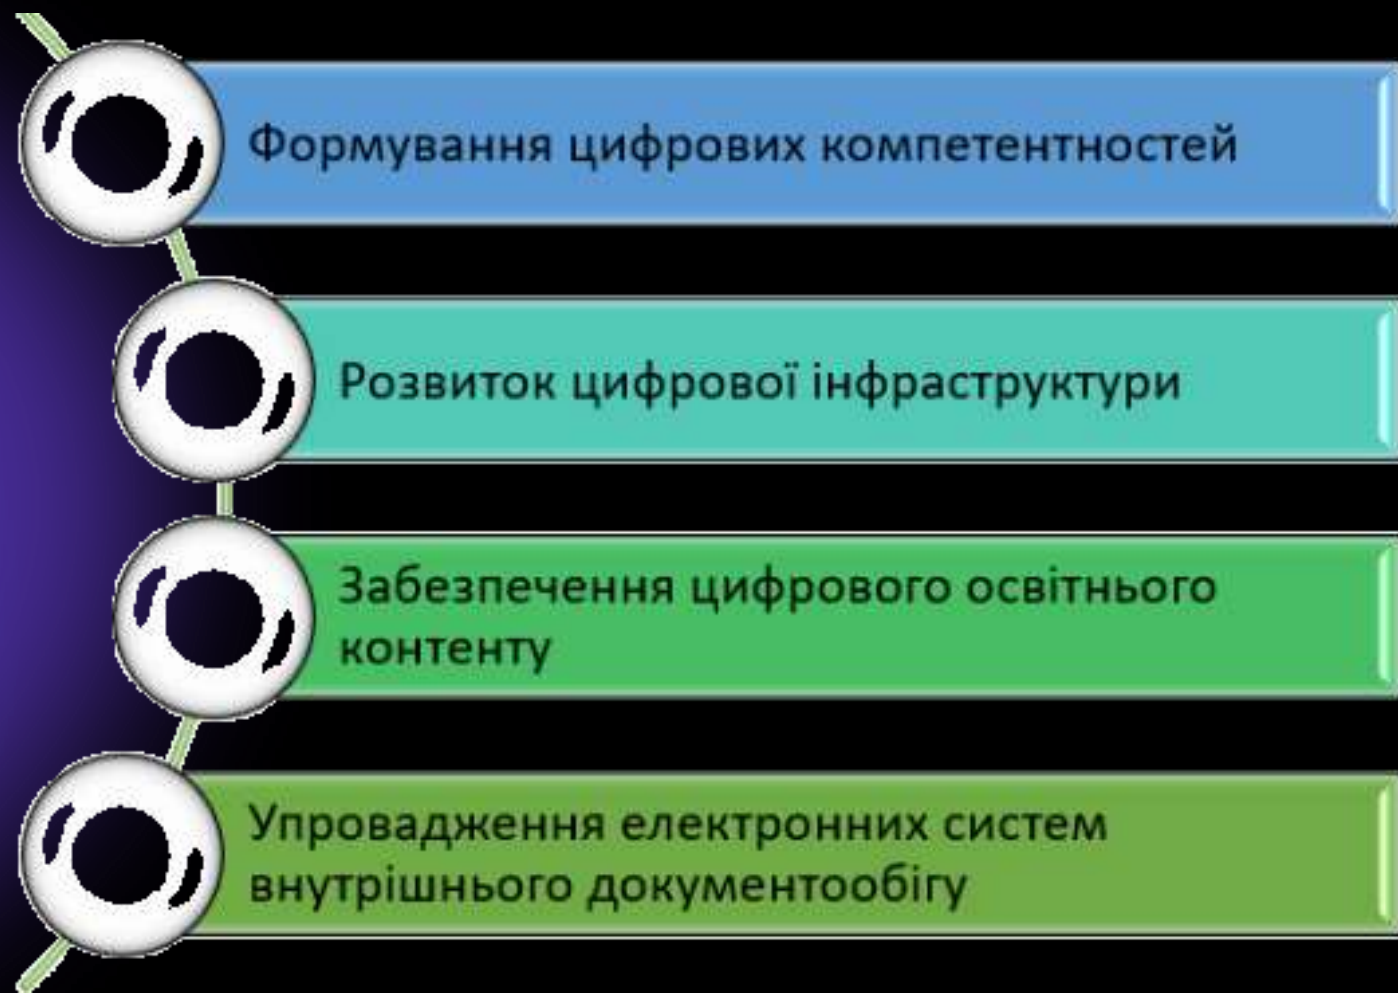 Формування цифрових компетентностей
Розвиток цифрової інфраструктури
Забезпечення цифрового освітнього
контенту
Упровадження електронних систем
внутрішнього документообігу